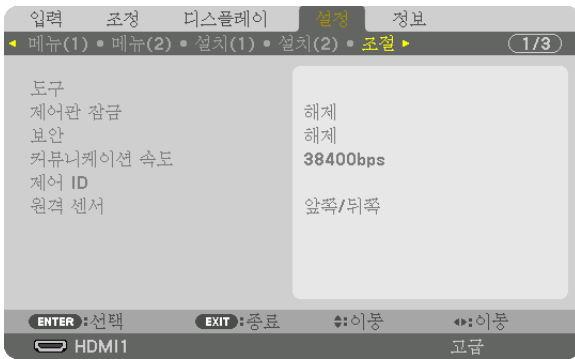 입력 조정 디스플레이 설정 정보
◂ 메뉴(1) • 메뉴(2) • 설치(1) • 설치(2) • 조절 ▸ 1/3
도구
제어판 잠금 해제
보안 해제
커뮤니케이션 속도 38400bps
제어 ID
원격 센서 앞쪽/뒤쪽
ENTER :선택 EXIT :종료 ♦:이동 ◂▸:이동
HDMI1 고급